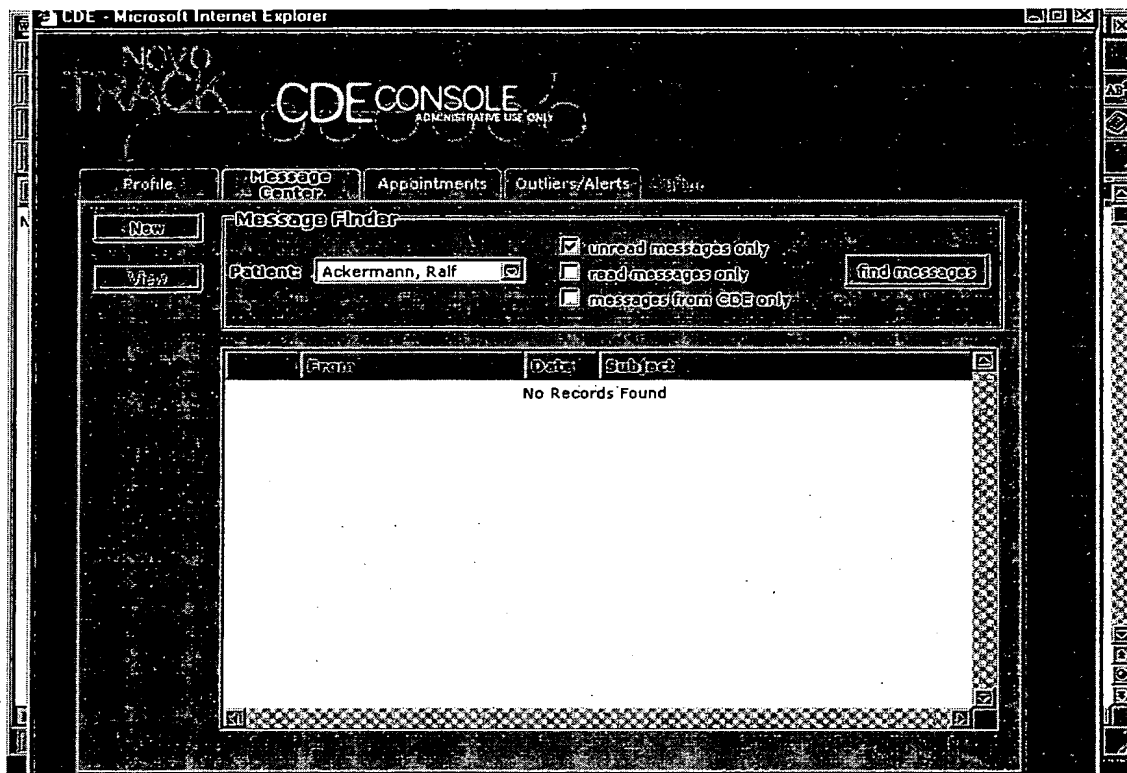 CDE - Microsoft Internet Explorer
NOVO
TRACK
CDE CONSOLE
ADMINISTRATIVE USE ONLY
Profile
Message
Center
Appointments
Outliers/Alerts
New
View
Message Finder
Patient: Ackermann, Ralf
unread messages only
read messages only
messages from CDE only
find messages
From Date Subject
No Records Found